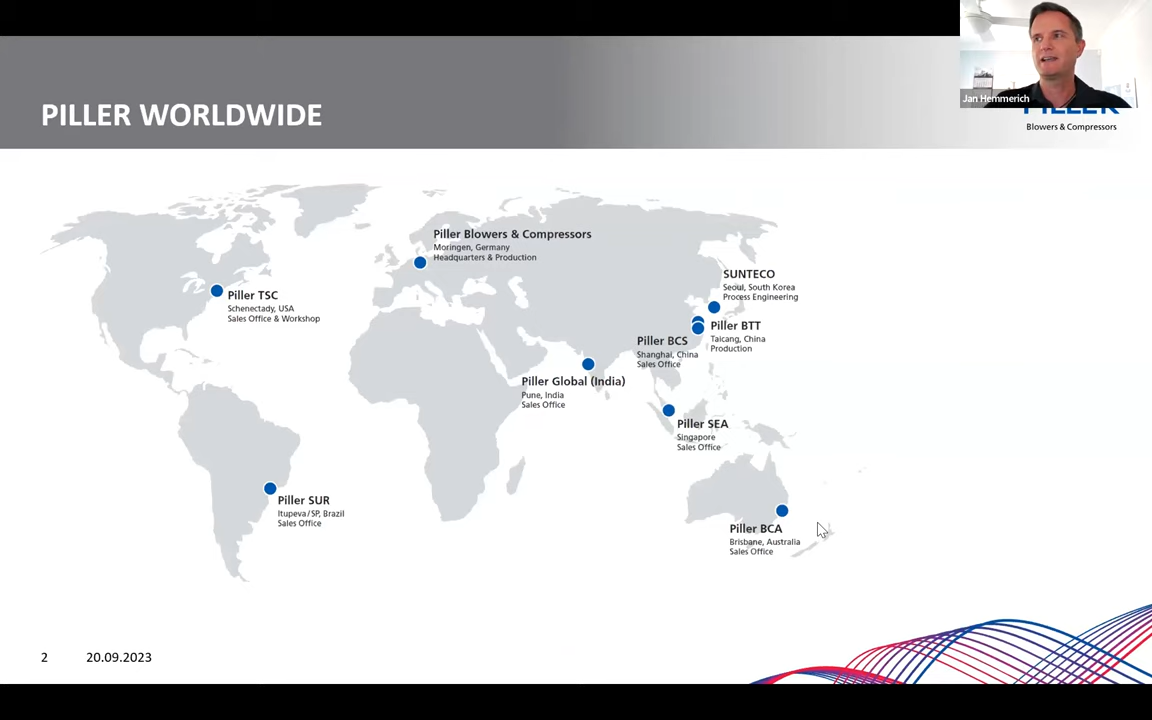 Jan Hemmerich
PILLER
Blowers & Compressors
PILLER WORLDWIDE
Piller Blowers & Compressors
Moringen, Germany
Headquarters & Production
SUNTECO
Seoul, South Korea
Process Engineering
Piller TSC
Schenectady, USA
Sales Office & Workshop
Piller BTT
Taicang, China
Production
Piller BCS
Shanghai, China
Sales Office
Piller Global (India)
Pune, India
Sales Office
Piller SEA
Singapore
Sales Office
Piller SUR
Itupeva/SP, Brazil
Sales Office
Piller BCA
Brisbane, Australia
Sales Office
2 20.09.2023